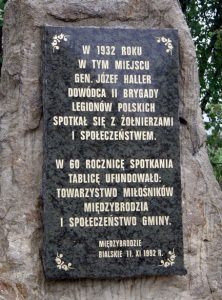 W 1932 ROKU
W TYM MIEJSCU
GEN. JÓZEF HALLER
DOWÓDCA II BRYGADY
LEGIONÓW POLSKICH
SPOTKAŁ SIĘ Z ŻOŁNIERZAMI
I SPOŁECZEŃSTWEM.
W 60 ROCZNICĘ SPOTKANIA
TABLICĘ UFUNDOWAŁO:
TOWARZYSTWO MIŁOŚNIKÓW
MIĘDZYBRODZIA
I SPOŁECZEŃSTWO GMINY.
MIĘDZYBRODZIE
BIALSKIE 11. XI 1992 R.